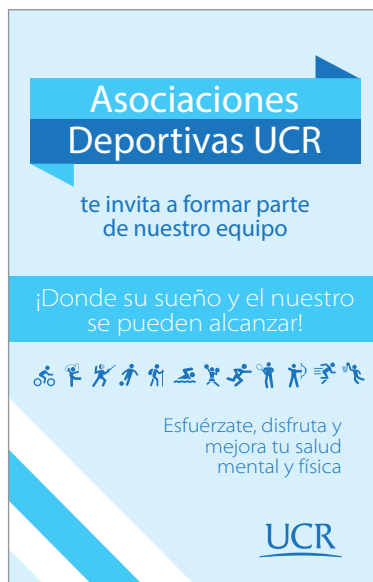 Asociaciones
Deportivas UCR
te invita a formar parte
de nuestro equipo
¡Donde su sueño y el nuestro
se pueden alcanzar!
Esfuérzate, disfruta y
mejora tu salud
mental y física
UCR